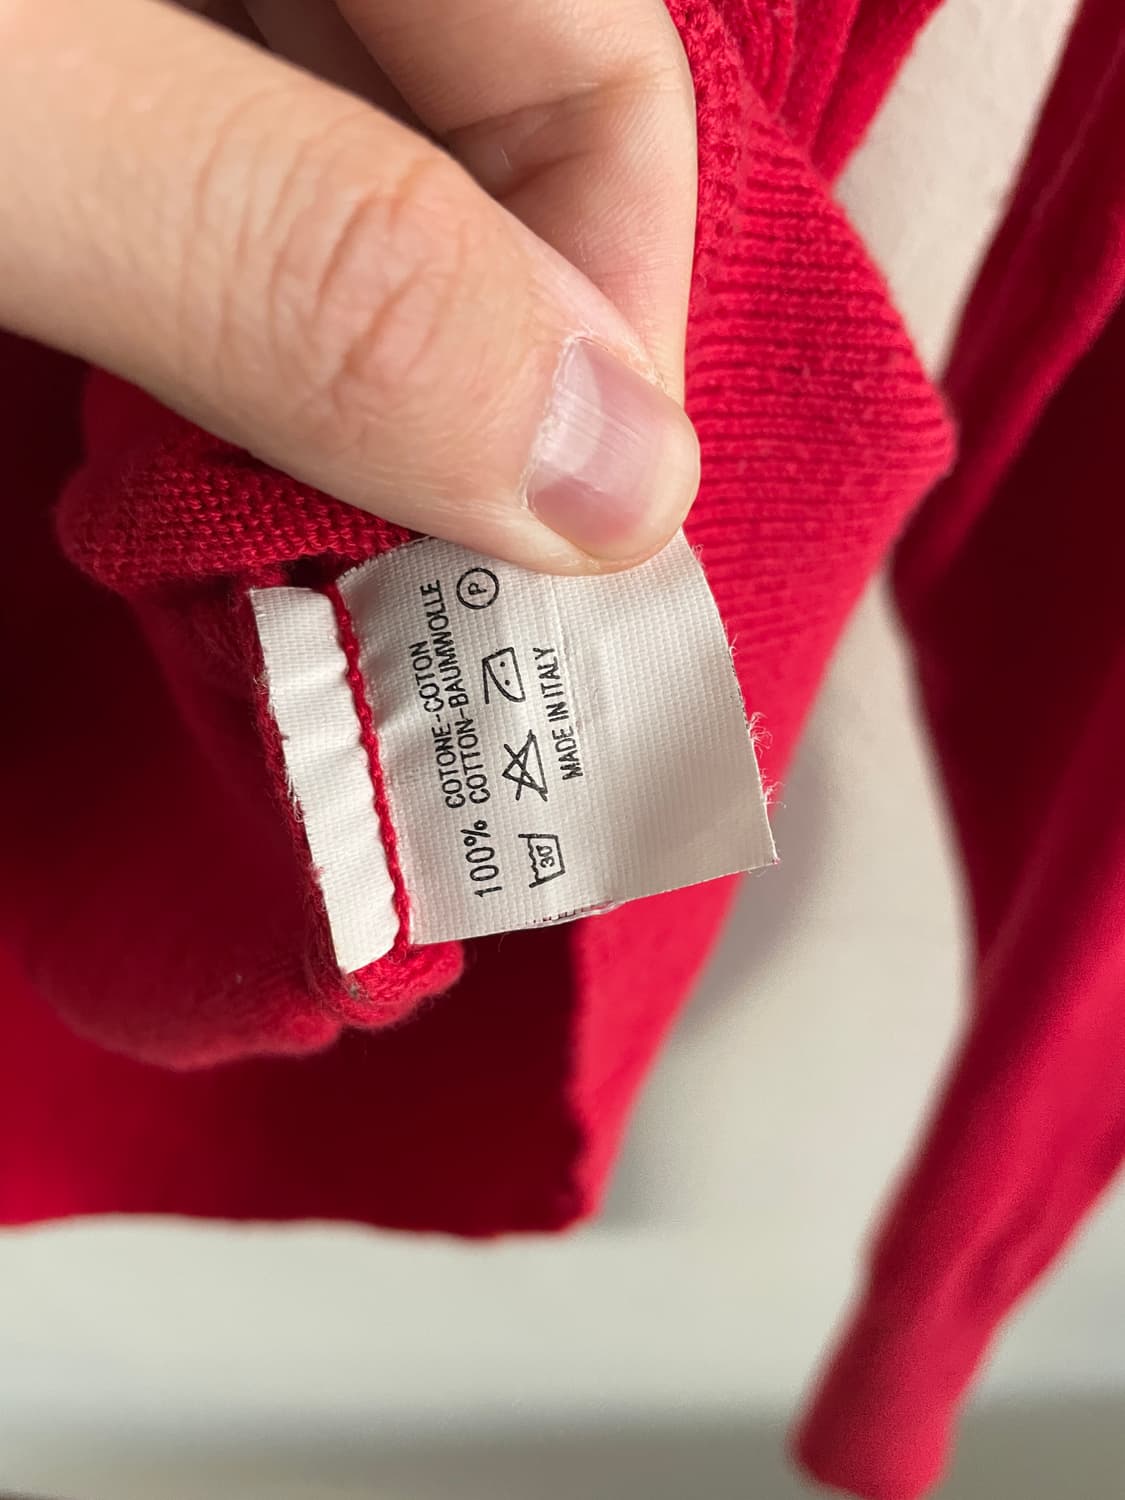 100% COTONE-COTON
COTTON-BAUMWOLLE
30 P
MADE IN ITALY